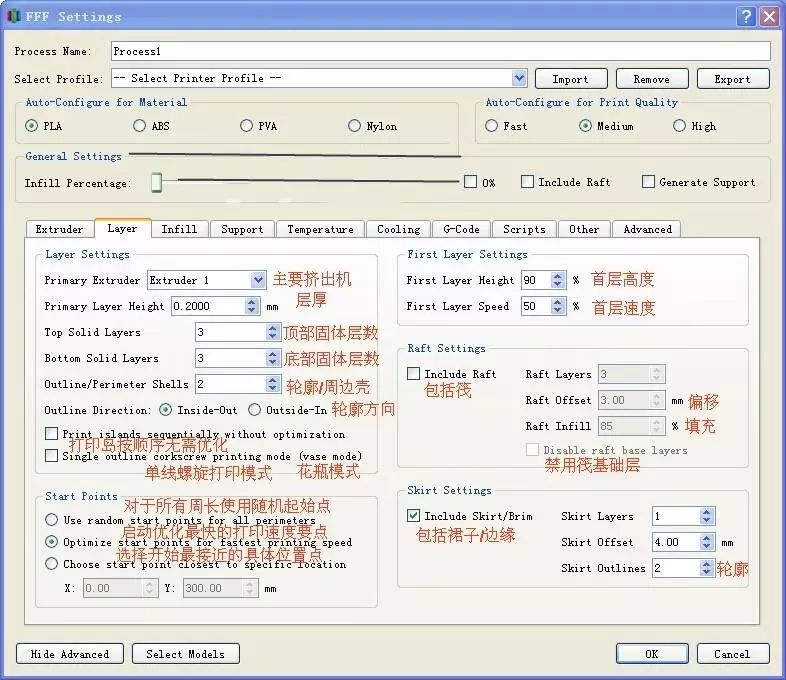 FFF Settings
Process Name: Process1
Select Profile: -- Select Printer Profile -- Import Remove Export
Auto-Configure for Material
PLA ABS PVA Nylon
Auto-Configure for Print Quality
Fast Medium High
General Settings
Infill Percentage: 0% Include Raft Generate Support
Extruder Layer Infill Support Temperature Cooling G-Code Scripts Other Advanced
Layer Settings
Primary Extruder Extruder 1 主要挤出机
Primary Layer Height 0.2000 mm 层厚
Top Solid Layers 3 顶部固体层数
Bottom Solid Layers 3 底部固体层数
Outline/Perimeter Shells 2 轮廓/周边壳
Outline Direction: Inside-Out Outside-In 轮廓方向
Print islands sequentially without optimization
打印岛按顺序无需优化
Single outline corkscrew printing mode (vase mode)
单线螺旋打印模式 花瓶模式
Start Points
对于所有周长使用随机起始点
Use random start points for all perimeters
启动优化最快的打印速度要点
Optimize start points for fastest printing speed
选择开始最接近的具体位置点
Choose start point closest to specific location
X: 0.00 Y: 300.00 mm
First Layer Settings
First Layer Height 90 % 首层高度
First Layer Speed 50 % 首层速度
Raft Settings
Include Raft
包括筏
Raft Layers 3
Raft Offset 3.00 mm 偏移
Raft Infill 85 % 填充
Disable raft base layers
禁用筏基础层
Skirt Settings
Include Skirt/Brim
包括裙子/边缘
Skirt Layers 1
Skirt Offset 4.00 mm
Skirt Outlines 2 轮廓
Hide Advanced Select Models OK Cancel